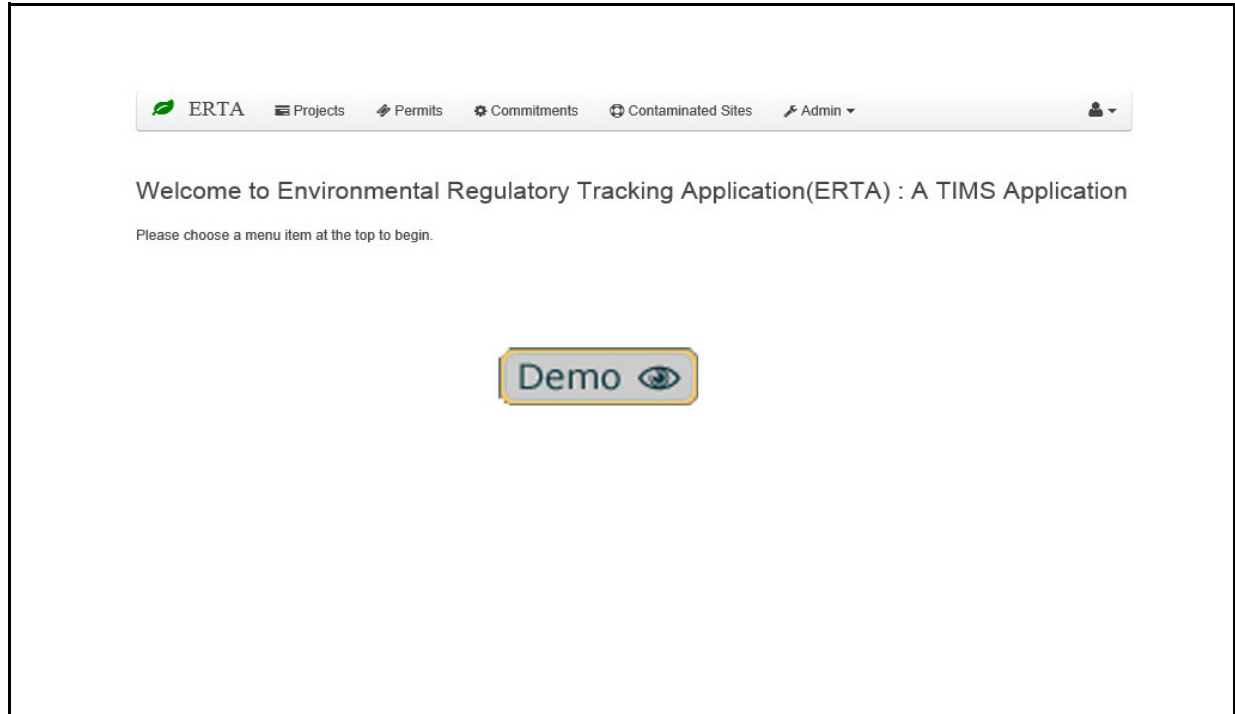 ERTA Projects Permits Commitments Contaminated Sites Admin
Welcome to Environmental Regulatory Tracking Application(ERTA) : A TIMS Application
Please choose a menu item at the top to begin.
Demo